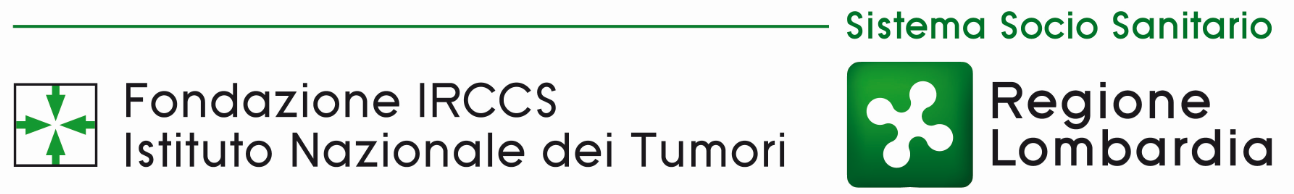 Sistema Socio Sanitario
Fondazione IRCCS
Istituto Nazionale dei Tumori
Regione
Lombardia